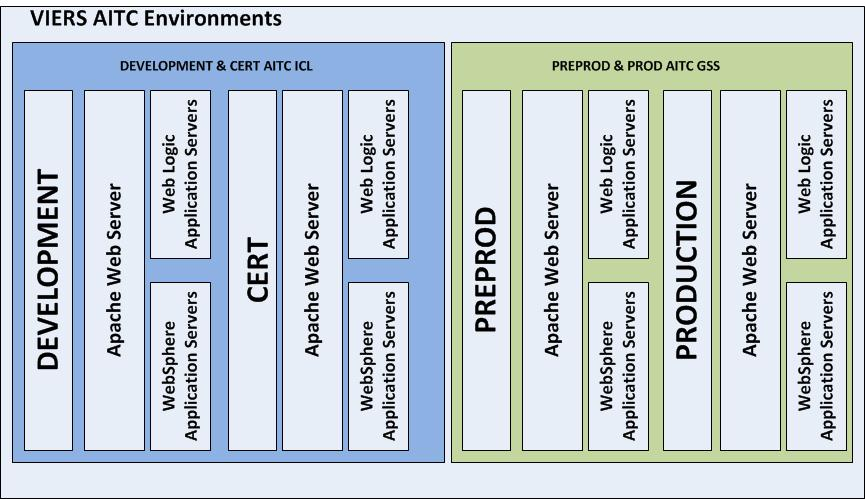 VIERS AITC Environments
DEVELOPMENT & CERT AITC ICL
DEVELOPMENT
Apache Web Server
Web Logic
Application Servers
WebSphere
Application Servers
CERT
Apache Web Server
Web Logic
Application Servers
WebSphere
Application Servers
PREPROD & PROD AITC GSS
PREPROD
Apache Web Server
Web Logic
Application Servers
WebSphere
Application Servers
PRODUCTION
Apache Web Server
Web Logic
Application Servers
WebSphere
Application Servers